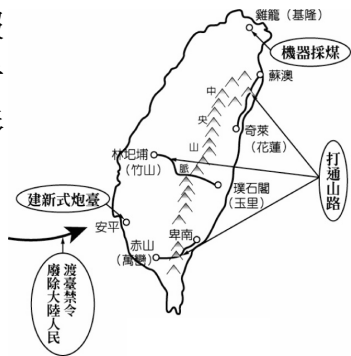 雞籠（基隆）
機器採煤
蘇澳
中央山脈
奇萊
（花蓮）
林圯埔
（竹山）
打通山路
璞石閣
（玉里）
建新式炮臺
安平
卑南
赤山
（萬巒）
廢除大陸人民
渡臺禁令